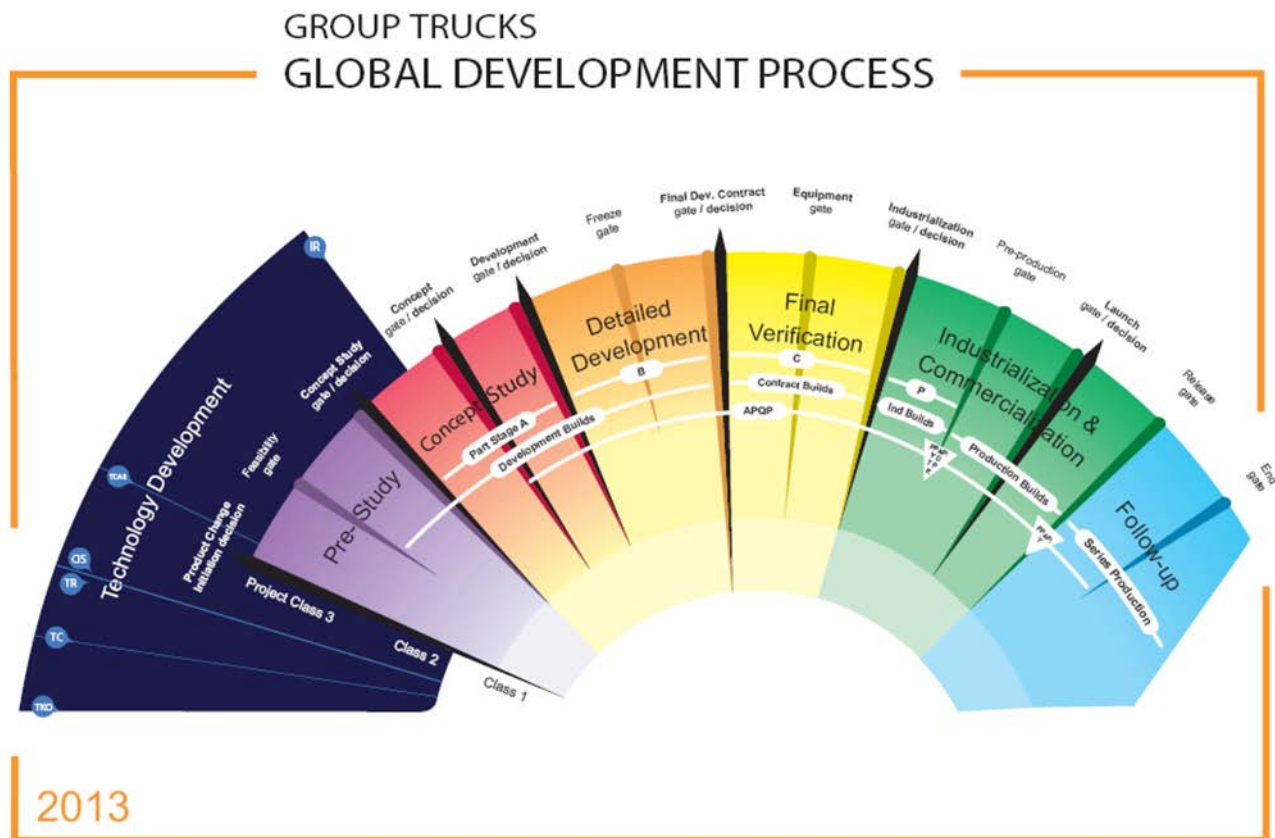 GROUP TRUCKS
GLOBAL DEVELOPMENT PROCESS
IR
TCAR
CIS
TR
TC
TKO
Technology Development
Product Change
Initiation decision
Feasibility
gate
Concept Study
gate / decision
Concept
gate / decision
Development
gate / decision
Freeze
gate
Final Dev. Contract
gate / decision
Equipment
gate
Industrialization
gate / decision
Pre-production
gate
Launch
gate / decision
Release
gate
End
gate
Pre-Study
Concept Study
Detailed
Development
Final
Verification
Industrialization &
Commercialization
Follow-up
Part Stage A
B
C
P
Development Builds
Contract Builds
Ind Builds
Production Builds
Series Production
APQP
Project Class 3
Class 2
Class 1
2013